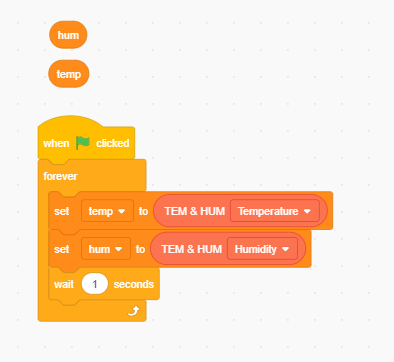 hum
temp
when clicked
forever
set temp to TEM & HUM Temperature
set hum to TEM & HUM Humidity
wait 1 seconds